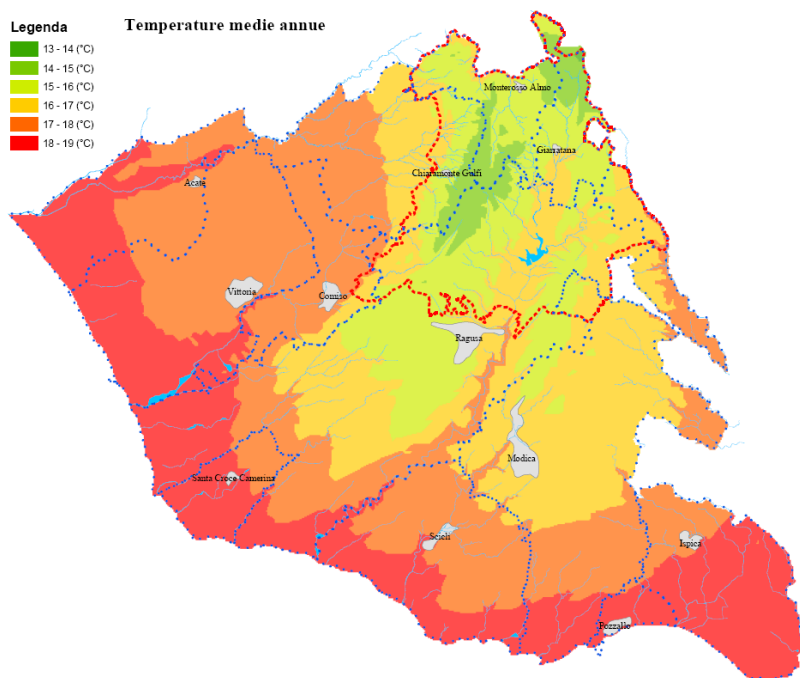 Temperature medie annue
Legenda
13 - 14 (°C)
14 - 15 (°C)
15 - 16 (°C)
16 - 17 (°C)
17 - 18 (°C)
18 - 19 (°C)
Monterosso Almo
Giarratana
Chiaramonte Gulfi
Acate
Vittoria
Comiso
Ragusa
Modica
Santa Croce Camerina
Scicli
Ispica
Pozzallo